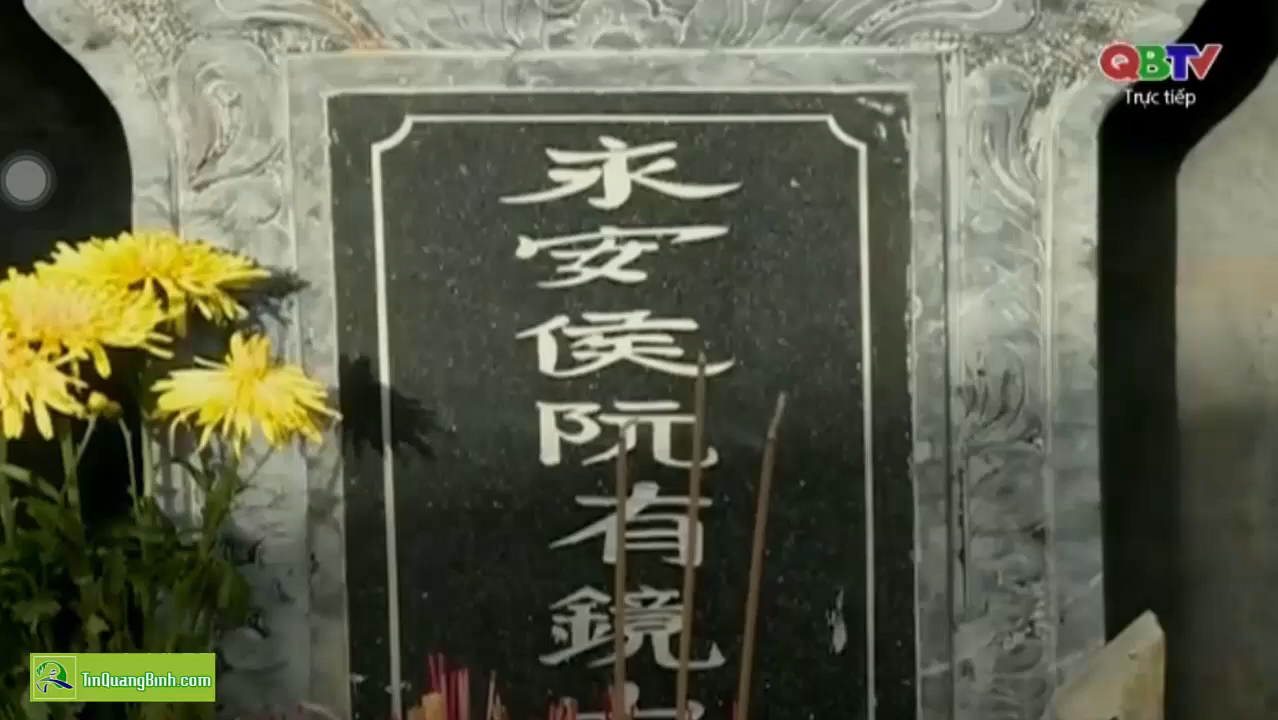 永安侯阮有鏡
QBTV
Trực tiếp
TinQuangBinh.com